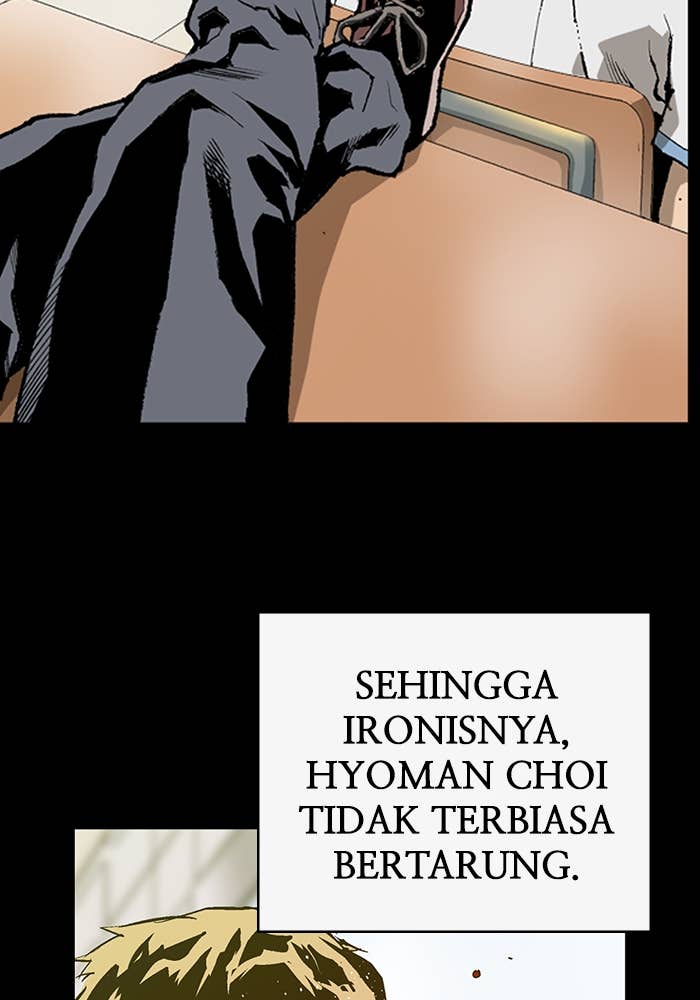 SEHINGGA
IRONISNYA,
HYOMAN CHOI
TIDAK TERBIASA
BERTARUNG.